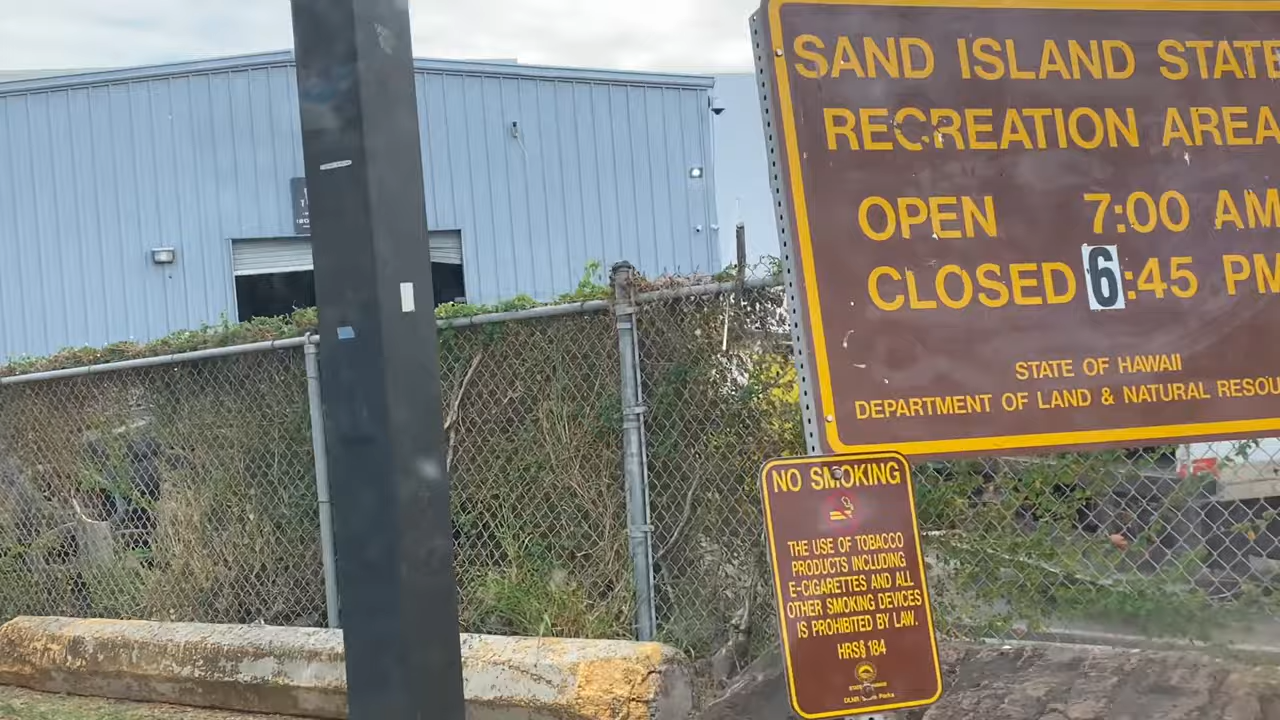 SAND ISLAND STATE
RECREATION AREA
OPEN 7:00 AM
CLOSED 6:45 PM
STATE OF HAWAII
DEPARTMENT OF LAND & NATURAL RESOU
NO SMOKING
THE USE OF TOBACCO
PRODUCTS INCLUDING
E-CIGARETTES AND ALL
OTHER SMOKING DEVICES
IS PROHIBITED BY LAW.
HRS§ 184